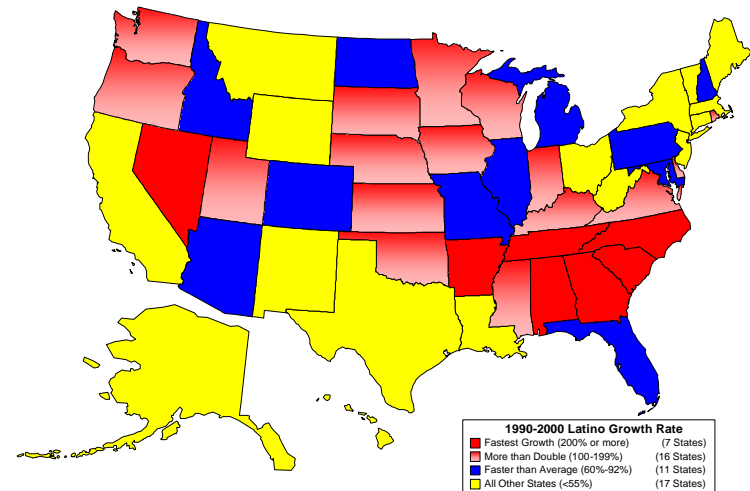 1990-2000 Latino Growth Rate
Fastest Growth (200% or more) (7 States)
More than Double (100-199%) (16 States)
Faster than Average (60%-92%) (11 States)
All Other States (<55%) (17 States)